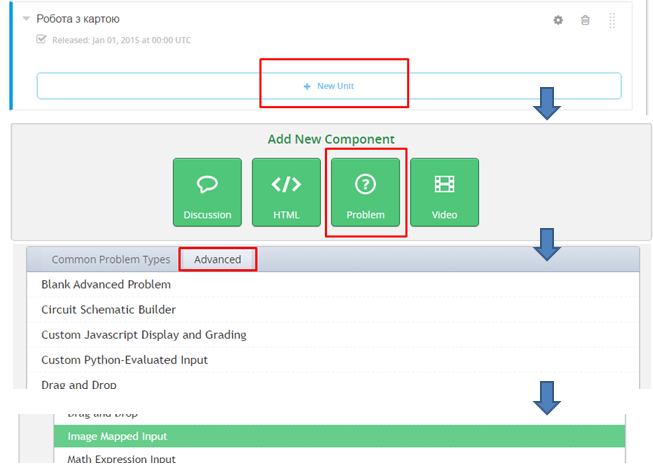 Робота з картою
Released: Jan 01, 2015 at 00:00 UTC
+ New Unit
Add New Component
Discussion
HTML
Problem
Video
Common Problem Types
Advanced
Blank Advanced Problem
Circuit Schematic Builder
Custom Javascript Display and Grading
Custom Python-Evaluated Input
Drag and Drop
Drag and Drop
Image Mapped Input
Math Expression Input